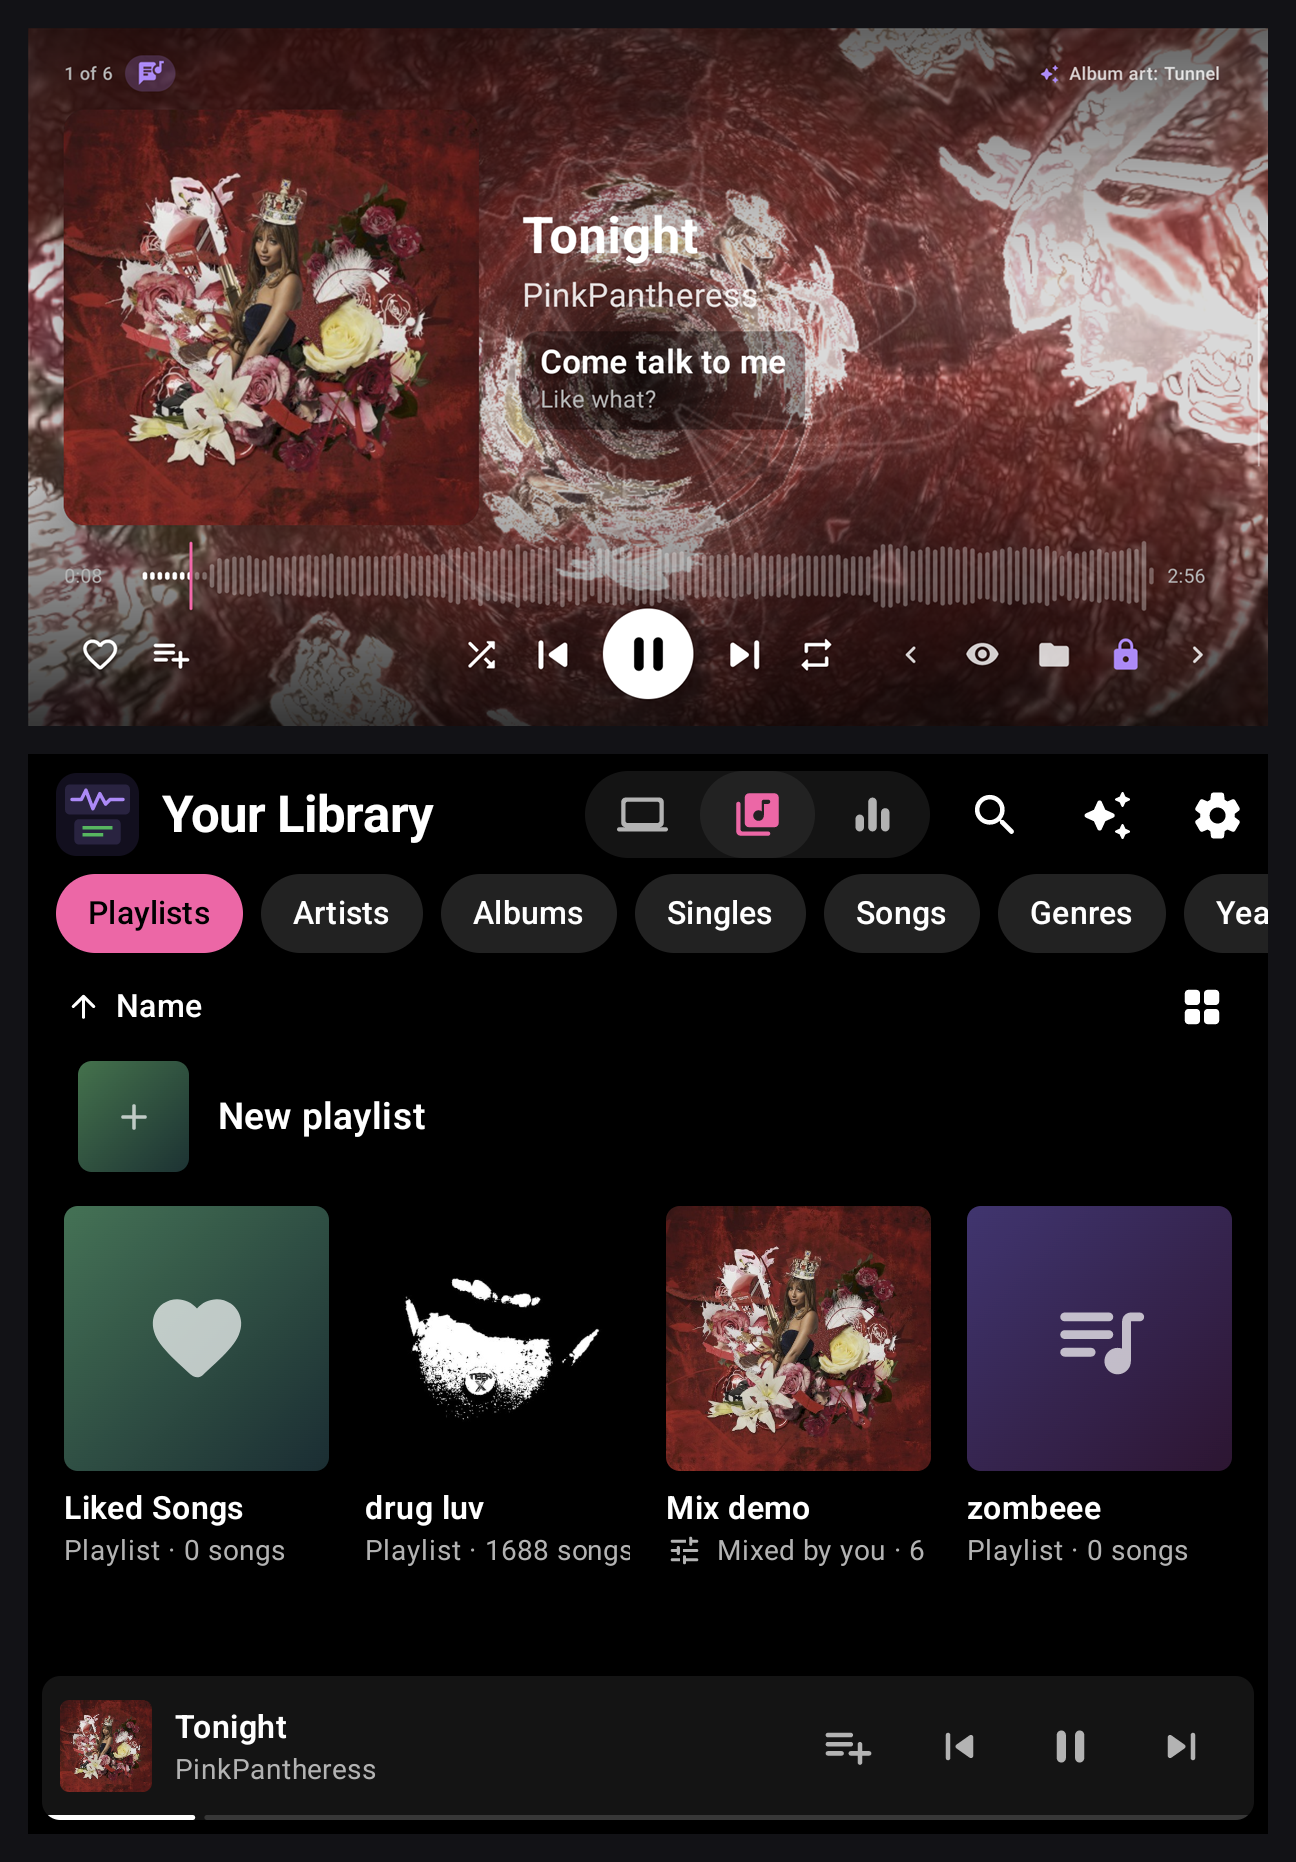 1 of 6
Album art: Tunnel
Tonight
PinkPantheress
Come talk to me
Like what?
0:08
2:56
Your Library
Playlists
Artists
Albums
Singles
Songs
Genres
Yea
Name
New playlist
TEEN
X
Liked Songs
drug luv
Mix demo
zombeee
Playlist · 0 songs
Playlist · 1688 songs
Mixed by you · 6
Playlist · 0 songs
Tonight
PinkPantheress